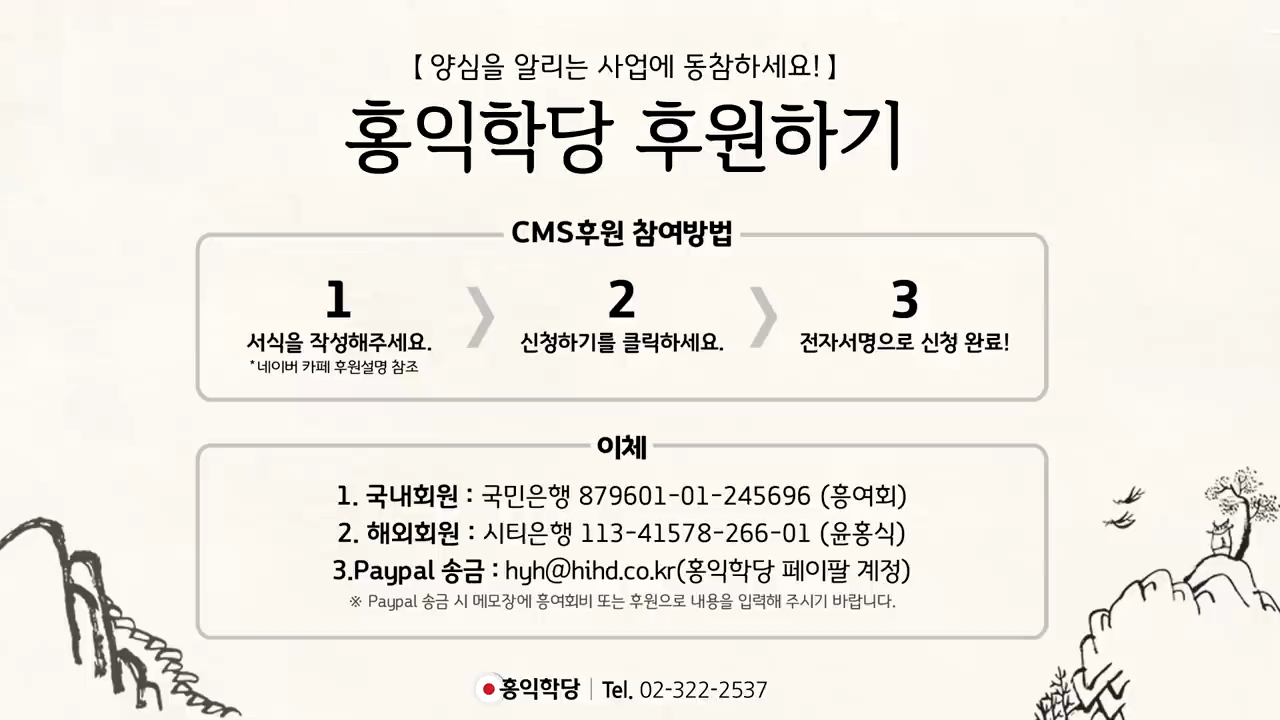 【 양심을 알리는 사업에 동참하세요! 】
홍익학당 후원하기
CMS후원 참여방법
1
서식을 작성해주세요.
*네이버 카페 후원설명 참조
2
신청하기를 클릭하세요.
3
전자서명으로 신청 완료!
이체
1. 국내회원 : 국민은행 879601-01-245696 (흥여회)
2. 해외회원 : 시티은행 113-41578-266-01 (윤홍식)
3.Paypal 송금 : hyh@hihd.co.kr(홍익학당 페이팔 계정)
※ Paypal 송금 시 메모장에 흥여회비 또는 후원으로 내용을 입력해 주시기 바랍니다.
홍익학당 | Tel. 02-322-2537